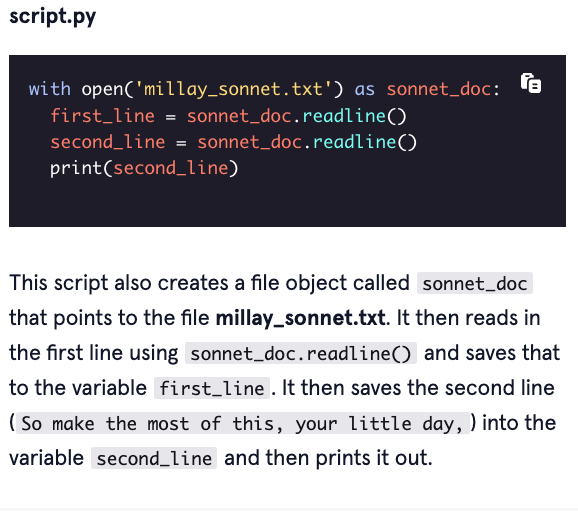 script.py
with open('millay_sonnet.txt') as sonnet_doc:
  first_line = sonnet_doc.readline()
  second_line = sonnet_doc.readline()
  print(second_line)
This script also creates a file object called sonnet_doc
that points to the file millay_sonnet.txt. It then reads in
the first line using sonnet_doc.readline() and saves that
to the variable first_line. It then saves the second line
(So make the most of this, your little day,) into the
variable second_line and then prints it out.